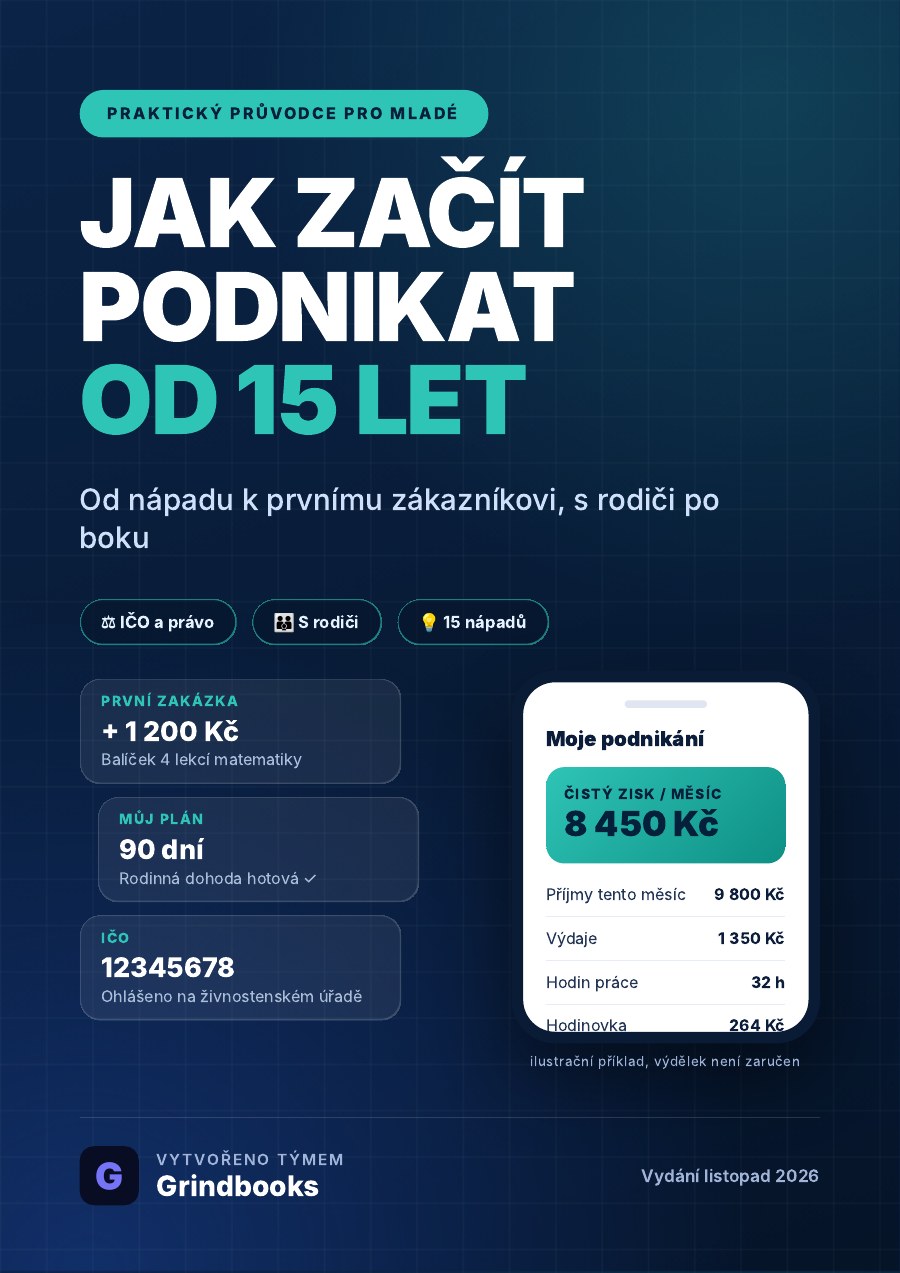 PRAKTICKÝ PRŮVODCE PRO MLADÉ
JAK ZAČÍT
PODNIKAT
OD 15 LET
Od nápadu k prvnímu zákazníkovi, s rodiči po
boku
⚖ IČO a právo
👪 S rodiči
💡 15 nápadů
PRVNÍ ZAKÁZKA
+ 1 200 Kč
Balíček 4 lekcí matematiky
MŮJ PLÁN
90 dní
Rodinná dohoda hotová ✓
IČO
12345678
Ohlášeno na živnostenském úřadě
Moje podnikání
ČISTÝ ZISK / MĚSÍC
8 450 Kč
Příjmy tento měsíc 9 800 Kč
Výdaje 1 350 Kč
Hodin práce 32 h
Hodinovka 264 Kč
ilustrační příklad, výdělek není zaručen
G
VYTVOŘENO TÝMEM
Grindbooks
Vydání listopad 2026